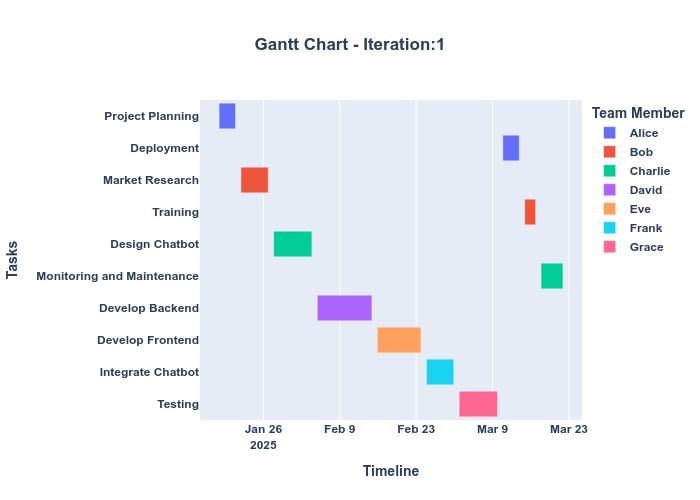 Gantt Chart - Iteration:1
Team Member
Alice
Bob
Charlie
David
Eve
Frank
Grace
Tasks
Project Planning
Deployment
Market Research
Training
Design Chatbot
Monitoring and Maintenance
Develop Backend
Develop Frontend
Integrate Chatbot
Testing
Jan 26 Feb 9 Feb 23 Mar 9 Mar 23
2025
Timeline